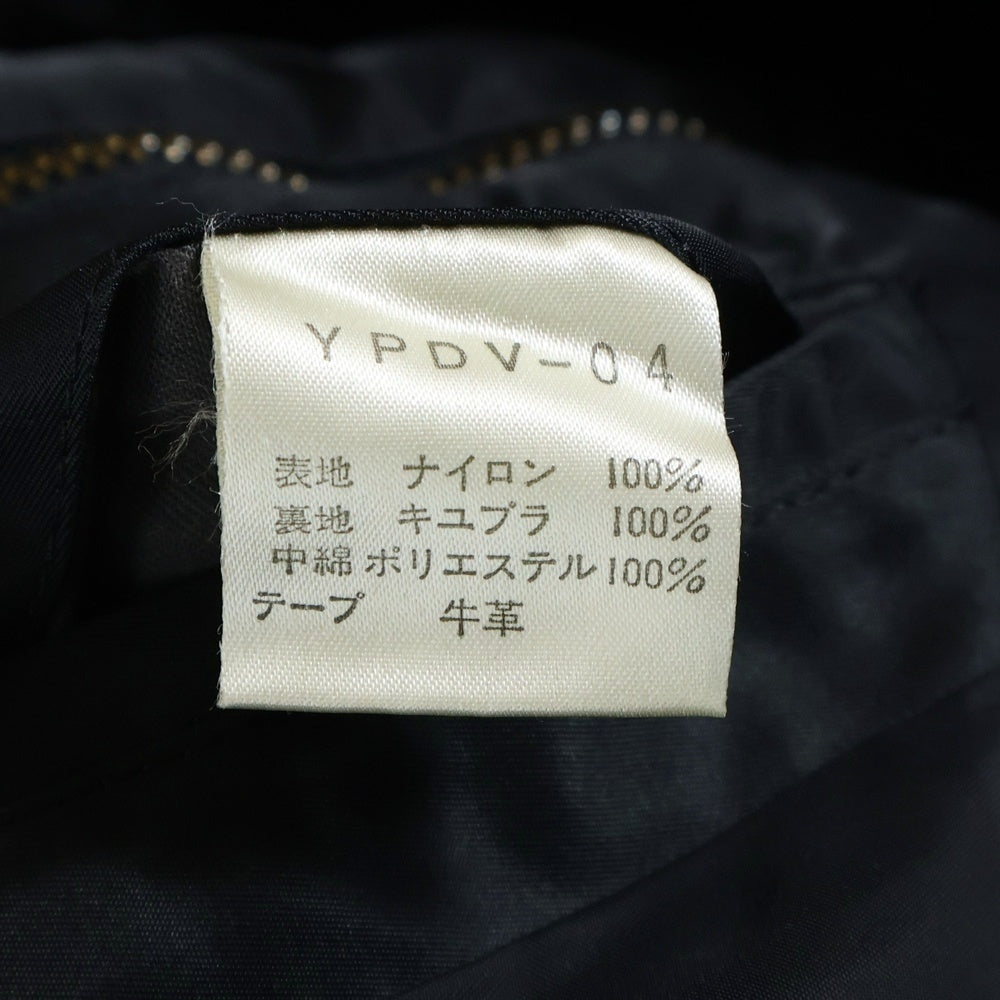 YPDV-04
表地 ナイロン 100%
裏地 キユプラ 100%
中綿 ポリエステル 100%
テープ 牛革